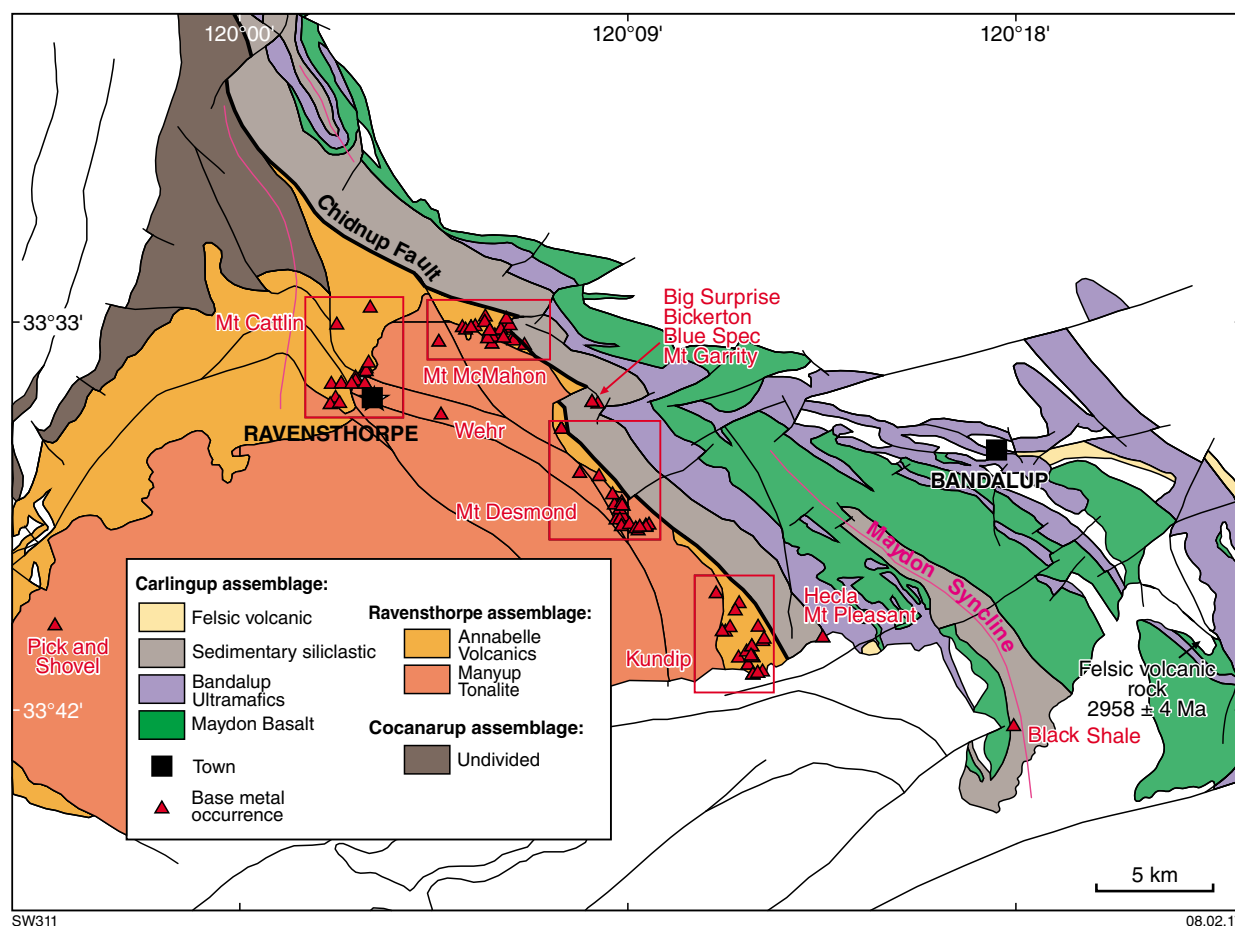 120°00'
120°09'
120°18'
Chidnup Fault
33°33'
Mt Cattlin
Big Surprise
Bickerton
Blue Spec
Mt Garrity
Mt McMahon
RAVENSTHORPE
Wehr
BANDALUP
Mt Desmond
Maydon Syncline
Hecla
Mt Pleasant
Pick and
Shovel
Kundip
Felsic volcanic
rock
2958 ± 4 Ma
33°42'
Black Shale
Carlingup assemblage:
Felsic volcanic
Sedimentary siliclastic
Bandalup
Ultramafics
Maydon Basalt
Town
Base metal
occurrence
Ravensthorpe assemblage:
Annabelle
Volcanics
Manyup
Tonalite
Cocanarup assemblage:
Undivided
5 km
SW311
08.02.1